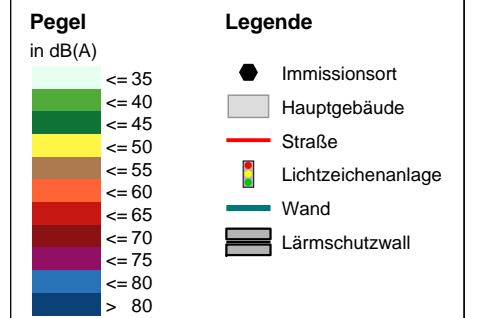 Pegel
in dB(A)
<= 35
<= 40
<= 45
<= 50
<= 55
<= 60
<= 65
<= 70
<= 75
<= 80
> 80
Legende
Immissionsort
Hauptgebäude
Straße
Lichtzeichenanlage
Wand
Lärmschutzwall